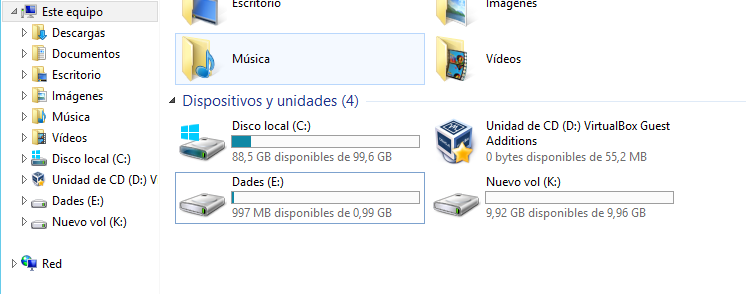 Este equipo
Descargas
Documentos
Escritorio
Imágenes
Música
Vídeos
Disco local (C:)
Unidad de CD (D:) V
Dades (E:)
Nuevo vol (K:)
Red
Escritorio
Imágenes
Música
Vídeos
Dispositivos y unidades (4)
Disco local (C:)
88,5 GB disponibles de 99,6 GB
Unidad de CD (D:) VirtualBox Guest
Additions
0 bytes disponibles de 55,2 MB
Dades (E:)
997 MB disponibles de 0,99 GB
Nuevo vol (K:)
9,92 GB disponibles de 9,96 GB